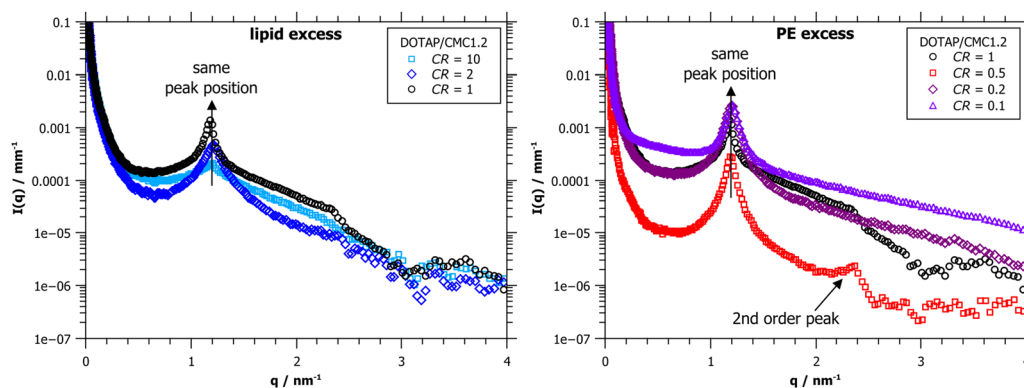 lipid excess
DOTAP/CMC1.2
CR = 10
CR = 2
CR = 1
same
peak position
I(q) / mm⁻¹
0.1
0.01
0.001
0.0001
1e-05
1e-06
1e-07
0
1
2
3
4
q / nm⁻¹
PE excess
DOTAP/CMC1.2
CR = 1
CR = 0.5
CR = 0.2
CR = 0.1
same
peak position
2nd order peak
I(q) / mm⁻¹
0.1
0.01
0.001
0.0001
1e-05
1e-06
1e-07
0
1
2
3
4
q / nm⁻¹